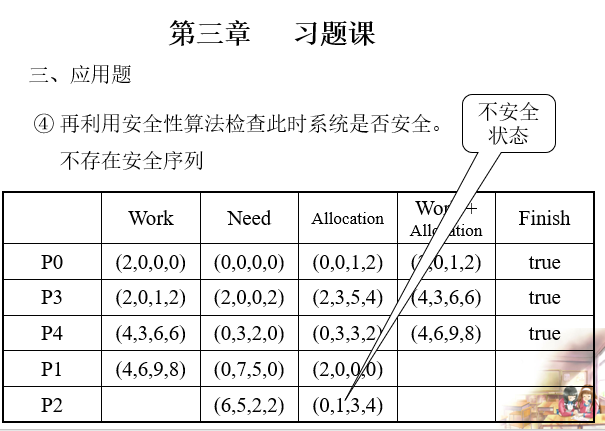 第三章 习题课
三、应用题
④ 再利用安全性算法检查此时系统是否安全。
不存在安全序列
不安全
状态
Work Need Allocation Work + Allocation Finish
P0 (2,0,0,0) (0,0,0,0) (0,0,1,2) (2,0,1,2) true
P3 (2,0,1,2) (2,0,0,2) (2,3,5,4) (4,3,6,6) true
P4 (4,3,6,6) (0,3,2,0) (0,3,3,2) (4,6,9,8) true
P1 (4,6,9,8) (0,7,5,0) (2,0,0,0)
P2 (6,5,2,2) (0,1,3,4)